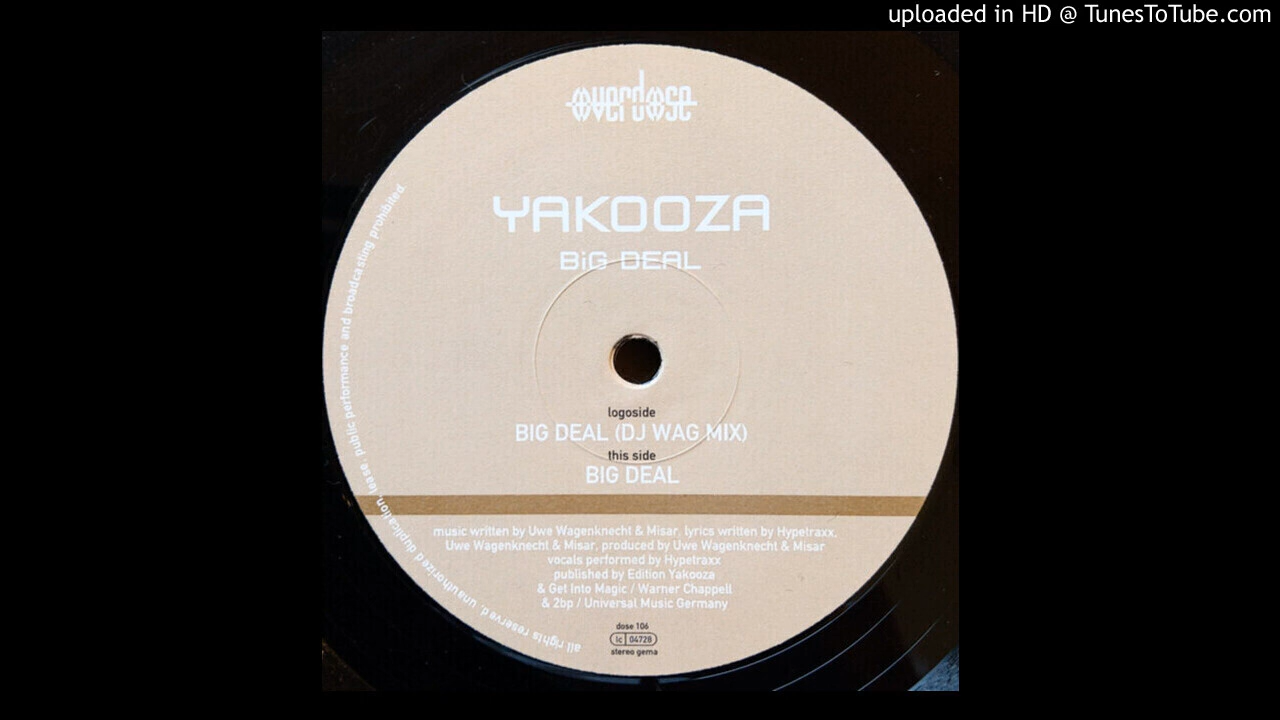 uploaded in HD @ TunesToTube.com
overdose
YAKOOZA
BiG DEAL
logoside
BIG DEAL (DJ WAG MIX)
this side
BIG DEAL
music written by Uwe Wagenknecht & Misar, lyrics written by Hypetraxx,
Uwe Wagenknecht & Misar, produced by Uwe Wagenknecht & Misar
vocals performed by Hypetraxx
published by Edition Yakooza
& Get Into Magic / Warner Chappell
& 2bp / Universal Music Germany
dose 106
lc 04728
stereo gema
all rights reserved. unauthorized duplication, lease, public performance and broadcasting prohibited.